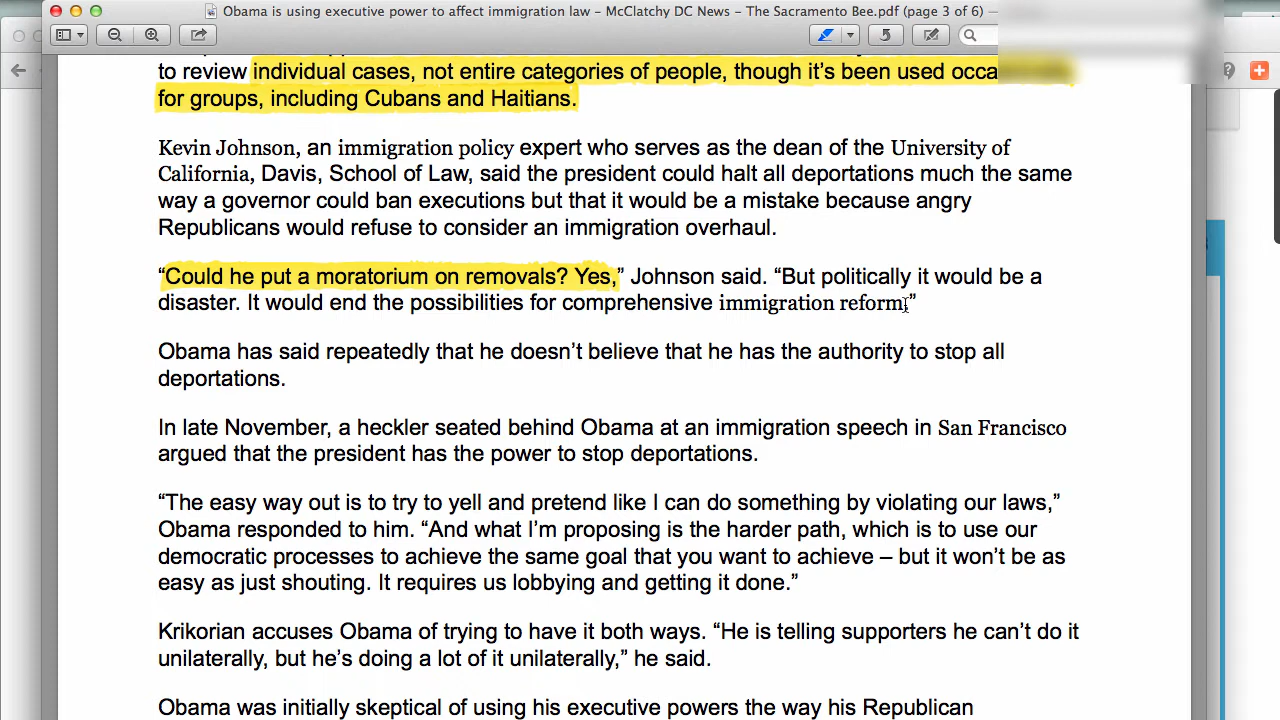 Obama is using executive power to affect immigration law – McClatchy DC News – The Sacramento Bee.pdf (page 3 of 6)
to review individual cases, not entire categories of people, though it's been used
for groups, including Cubans and Haitians.
Kevin Johnson, an immigration policy expert who serves as the dean of the University of
California, Davis, School of Law, said the president could halt all deportations much the same
way a governor could ban executions but that it would be a mistake because angry
Republicans would refuse to consider an immigration overhaul.
“Could he put a moratorium on removals? Yes,” Johnson said. “But politically it would be a
disaster. It would end the possibilities for comprehensive immigration reform.”
Obama has said repeatedly that he doesn’t believe that he has the authority to stop all
deportations.
In late November, a heckler seated behind Obama at an immigration speech in San Francisco
argued that the president has the power to stop deportations.
“The easy way out is to try to yell and pretend like I can do something by violating our laws,”
Obama responded to him. “And what I’m proposing is the harder path, which is to use our
democratic processes to achieve the same goal that you want to achieve – but it won’t be as
easy as just shouting. It requires us lobbying and getting it done.”
Krikorian accuses Obama of trying to have it both ways. “He is telling supporters he can’t do it
unilaterally, but he’s doing a lot of it unilaterally,” he said.
Obama was initially skeptical of using his executive powers the way his Republican